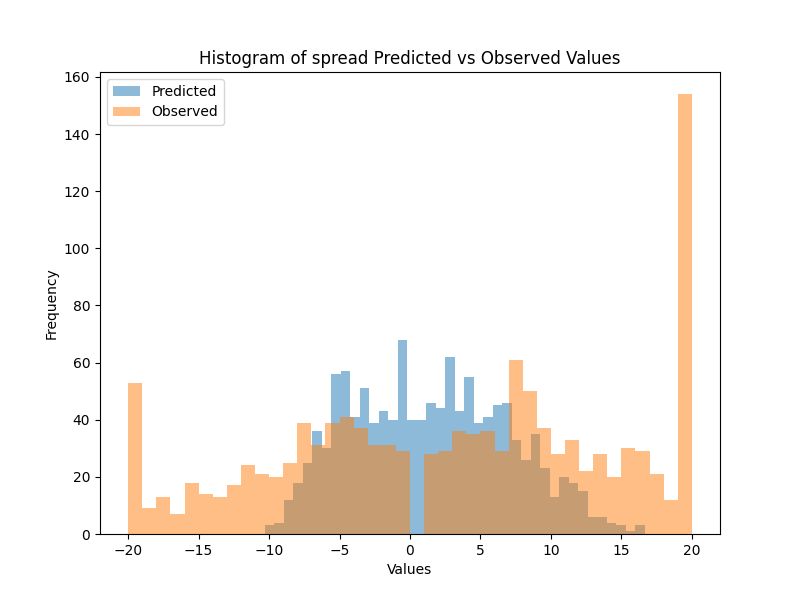 Histogram of spread Predicted vs Observed Values
Predicted
Observed
160
140
120
100
80
60
40
20
0
Frequency
−20 −15 −10 −5 0 5 10 15 20
Values